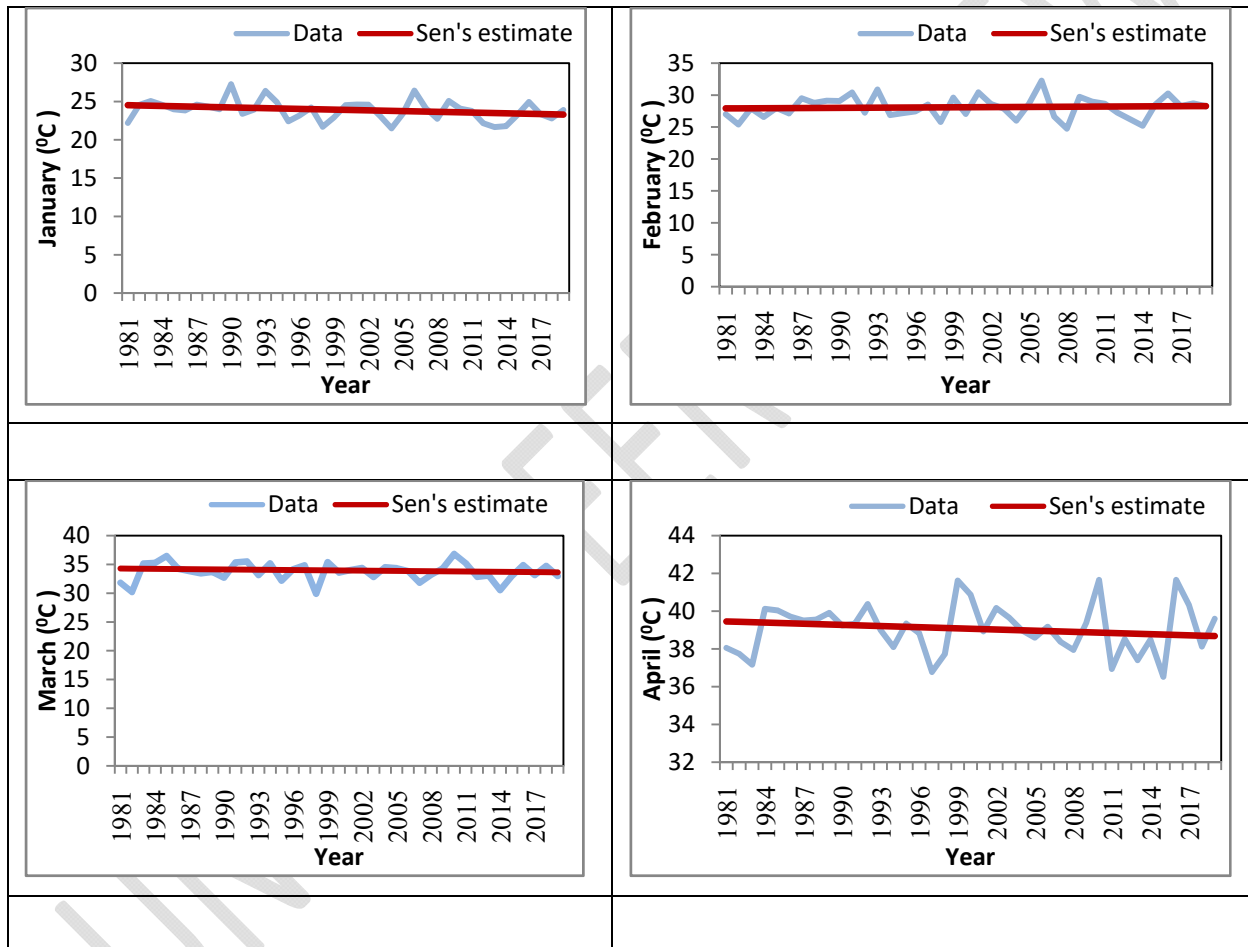 Data Sen's estimate
30
25
20
15
10
5
0
January (⁰C)
1981 1984 1987 1990 1993 1996 1999 2002 2005 2008 2011 2014 2017
Year
Data Sen's estimate
35
30
25
20
15
10
5
0
February (⁰C )
1981 1984 1987 1990 1993 1996 1999 2002 2005 2008 2011 2014 2017
Year
Data Sen's estimate
40
35
30
25
20
15
10
5
0
March (⁰C )
1981 1984 1987 1990 1993 1996 1999 2002 2005 2008 2011 2014 2017
Year
Data Sen's estimate
44
42
40
38
36
34
32
April (⁰C )
1981 1984 1987 1990 1993 1996 1999 2002 2005 2008 2011 2014 2017
Year